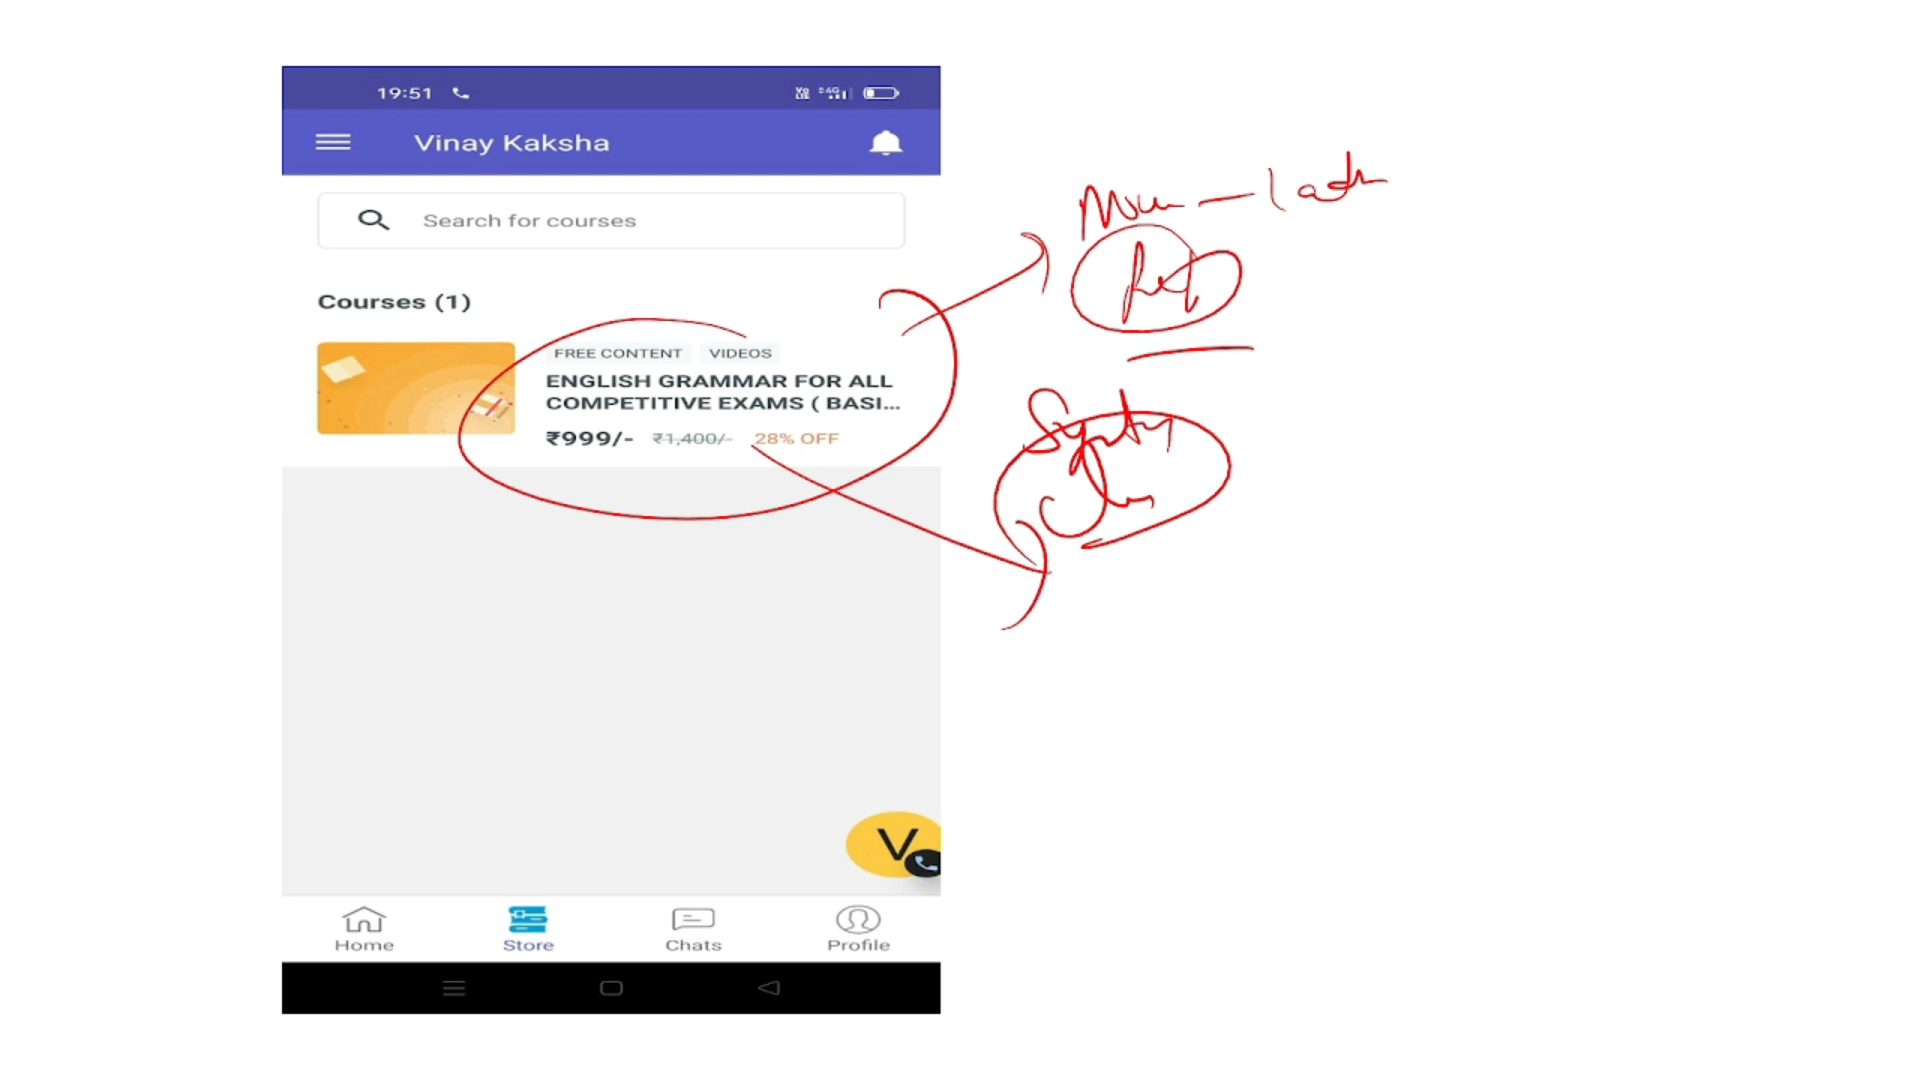 19:51
Vinay Kaksha
Search for courses
Courses (1)
FREE CONTENT VIDEOS
ENGLISH GRAMMAR FOR ALL
COMPETITIVE EXAMS ( BASI...
₹999/- ₹1,400/- 28% OFF
V
Home Store Chats Profile